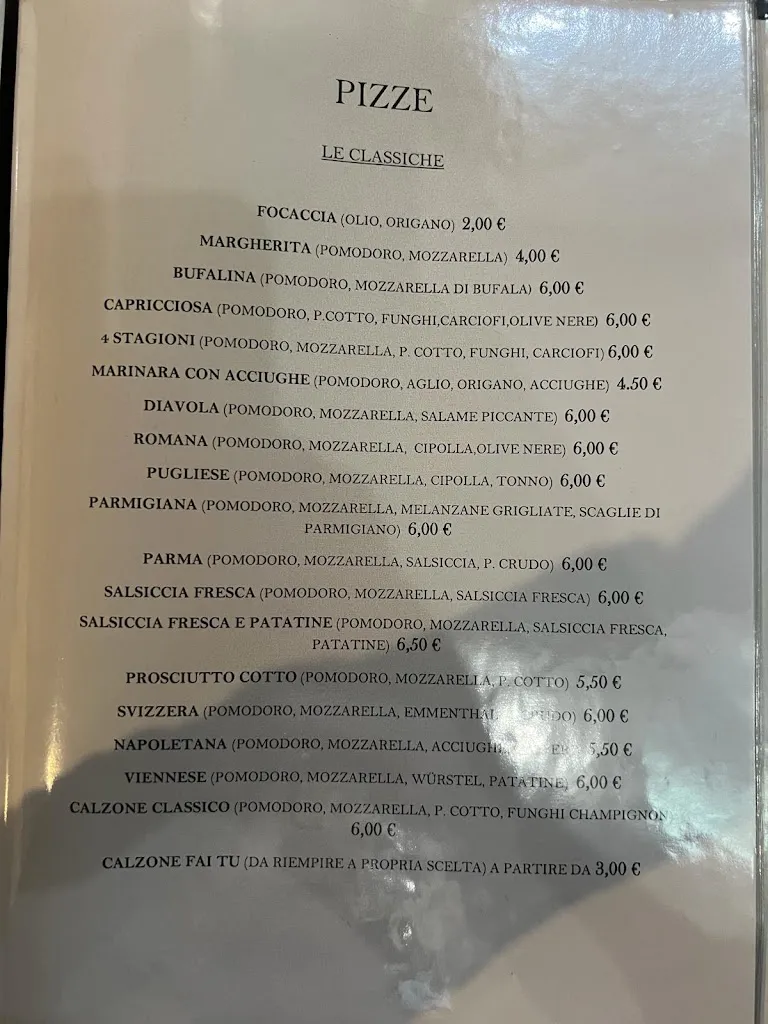 PIZZE
LE CLASSICHE
FOCACCIA (OLIO, ORIGANO) 2,00 €
MARGHERITA (POMODORO, MOZZARELLA) 4,00 €
BUFALINA (POMODORO, MOZZARELLA DI BUFALA) 6,00 €
CAPRICCIOSA (POMODORO, P.COTTO, FUNGHI,CARCIOFI,OLIVE NERE) 6,00 €
4 STAGIONI (POMODORO, MOZZARELLA, P. COTTO, FUNGHI, CARCIOFI) 6,00 €
MARINARA CON ACCIUGHE (POMODORO, AGLIO, ORIGANO, ACCIUGHE) 4.50 €
DIAVOLA (POMODORO, MOZZARELLA, SALAME PICCANTE) 6,00 €
ROMANA (POMODORO, MOZZARELLA, CIPOLLA,OLIVE NERE) 6,00 €
PUGLIESE (POMODORO, MOZZARELLA, CIPOLLA, TONNO) 6,00 €
PARMIGIANA (POMODORO, MOZZARELLA, MELANZANE GRIGLIATE, SCAGLIE DI
PARMIGIANO) 6,00 €
PARMA (POMODORO, MOZZARELLA, SALSICCIA, P. CRUDO) 6,00 €
SALSICCIA FRESCA (POMODORO, MOZZARELLA, SALSICCIA FRESCA) 6,00 €
SALSICCIA FRESCA E PATATINE (POMODORO, MOZZARELLA, SALSICCIA FRESCA,
PATATINE) 6,50 €
PROSCIUTTO COTTO (POMODORO, MOZZARELLA, P. COTTO) 5,50 €
SVIZZERA (POMODORO, MOZZARELLA, EMMENTHAL 6,00 €
NAPOLETANA (POMODORO, MOZZARELLA, ACCIUGHE 5,50 €
VIENNESE (POMODORO, MOZZARELLA, WÜRSTEL, PATATINE) 6,00 €
CALZONE CLASSICO (POMODORO, MOZZARELLA, P. COTTO, FUNGHI CHAMPIGNON)
6,00 €
CALZONE FAI TU (DA RIEMPIRE A PROPRIA SCELTA) A PARTIRE DA 3,00 €